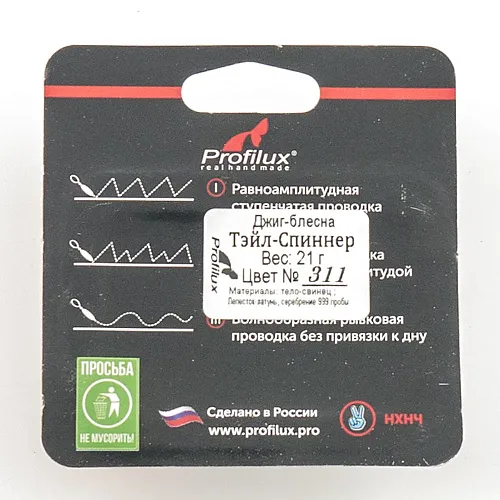 Profilux®
real hand made
I Равноамплитудная
ступенчатая проводка
Джиг-блесна
Тэйл-Спиннер
Вес: 21 г
Цвет № 311
Материалы: тело-свинец ;
Лепесток-латунь, серебрение 999 пробы
Profilux
III Волнообразная рывковая
проводка без привязки к дну
ПРОСЬБА
НЕ МУСОРИТЬ!
Сделано в России
www.profilux.pro
НХНЧ